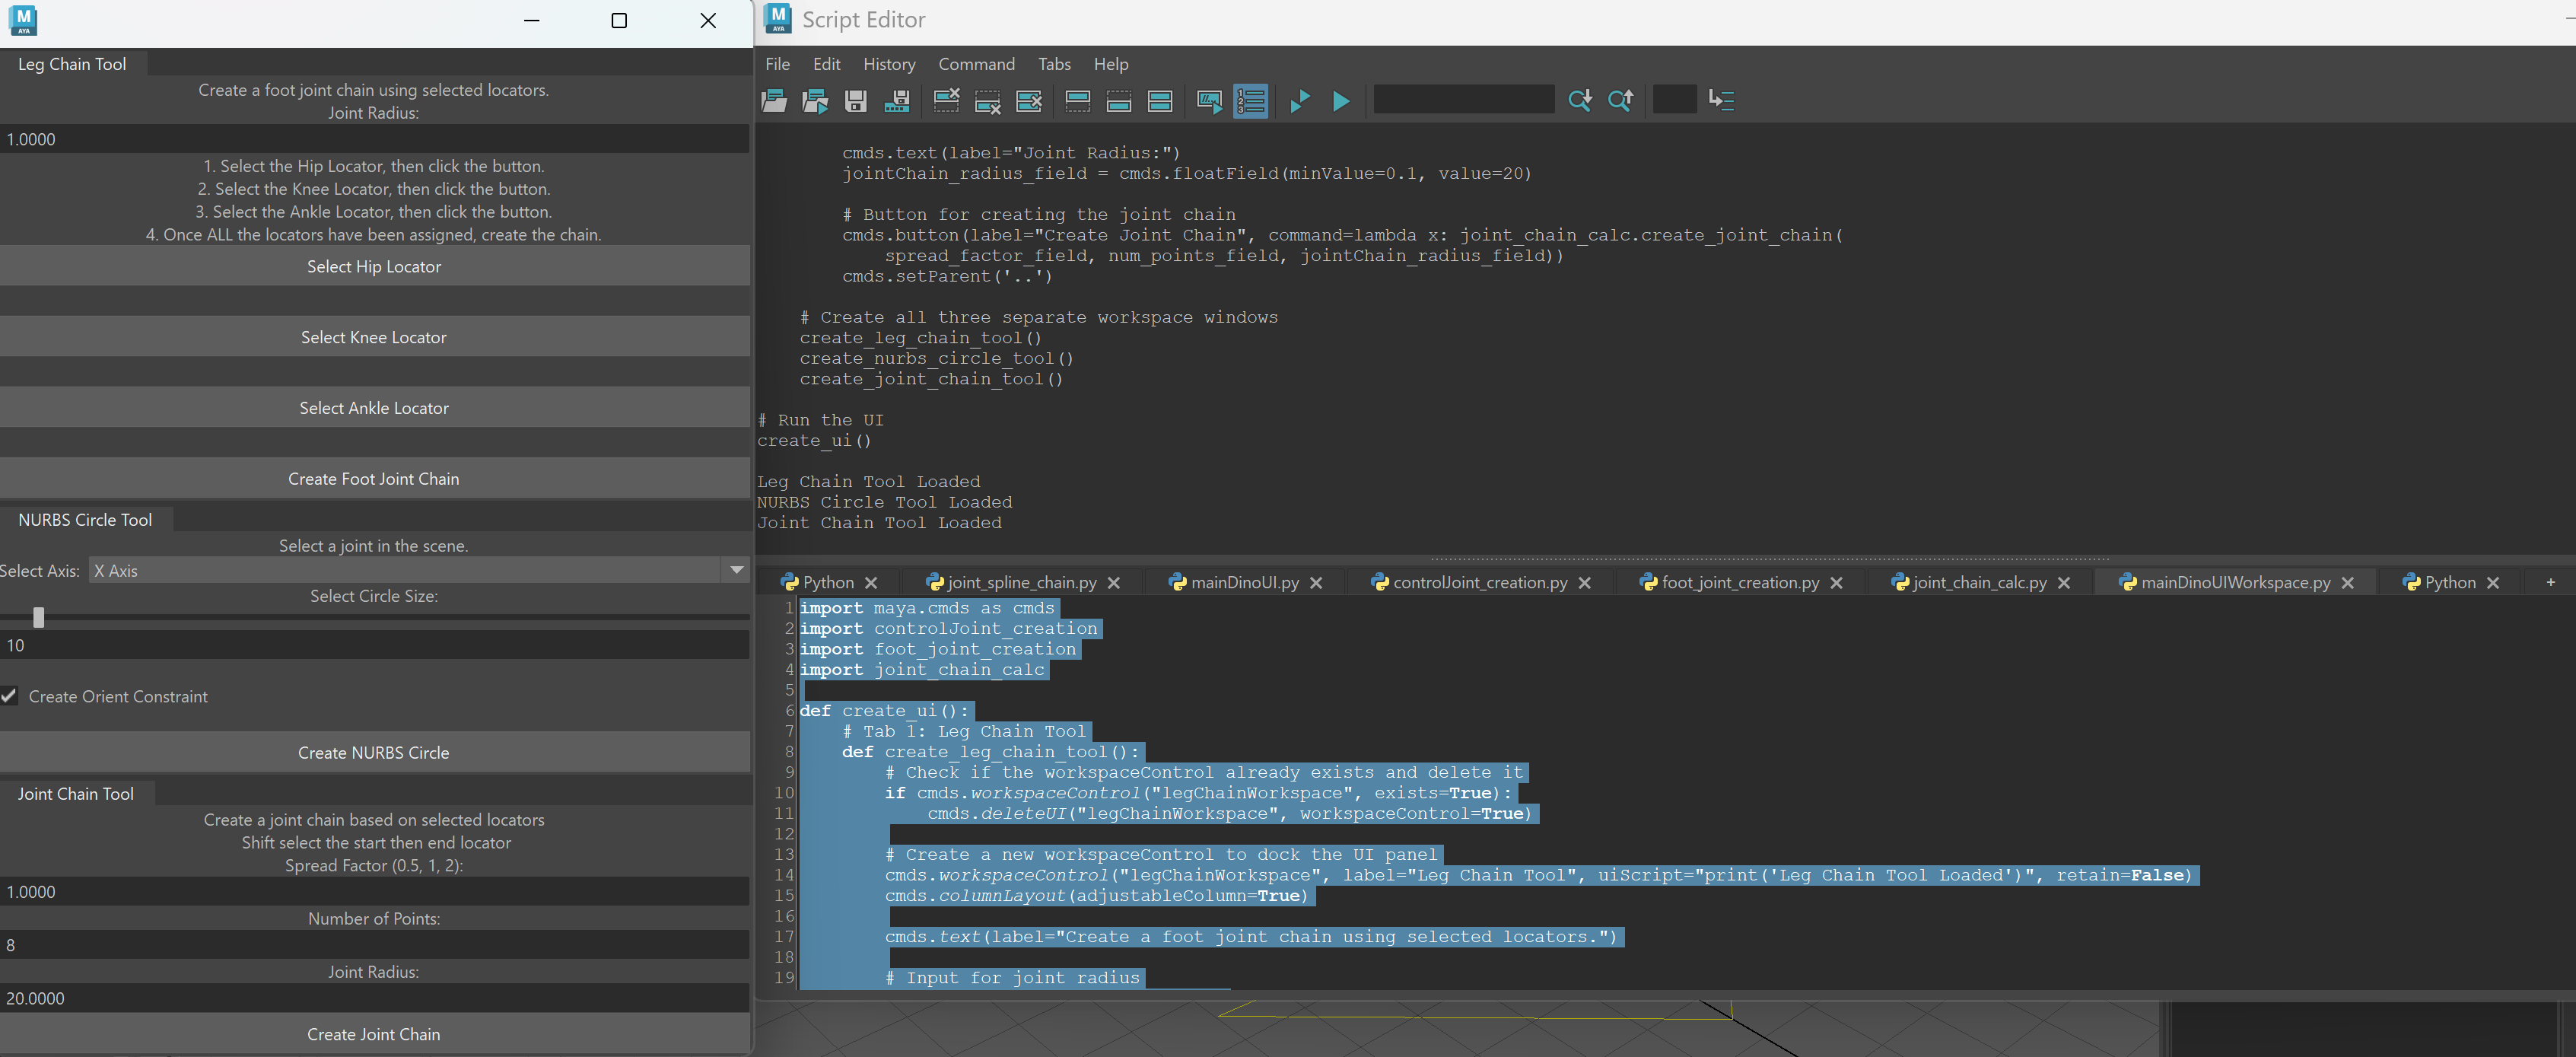 M
AYA
Leg Chain Tool
Create a foot joint chain using selected locators.
Joint Radius:
1.0000
1. Select the Hip Locator, then click the button.
2. Select the Knee Locator, then click the button.
3. Select the Ankle Locator, then click the button.
4. Once ALL the locators have been assigned, create the chain.
Select Hip Locator
Select Knee Locator
Select Ankle Locator
Create Foot Joint Chain
NURBS Circle Tool
Select a joint in the scene.
Select Axis: X Axis
Select Circle Size:
10
Create Orient Constraint
Create NURBS Circle
Joint Chain Tool
Create a joint chain based on selected locators
Shift select the start then end locator
Spread Factor (0.5, 1, 2):
1.0000
Number of Points:
8
Joint Radius:
20.0000
Create Joint Chain
M
AYA
Script Editor
File Edit History Command Tabs Help
1
2
3
cmds.text(label="Joint Radius:")
jointChain_radius_field = cmds.floatField(minValue=0.1, value=20)
# Button for creating the joint chain
cmds.button(label="Create Joint Chain", command=lambda x: joint_chain_calc.create_joint_chain(
spread_factor_field, num_points_field, jointChain_radius_field))
cmds.setParent('..')
# Create all three separate workspace windows
create_leg_chain_tool()
create_nurbs_circle_tool()
create_joint_chain_tool()
# Run the UI
create_ui()
Leg Chain Tool Loaded
NURBS Circle Tool Loaded
Joint Chain Tool Loaded
Python joint_spline_chain.py mainDinoUI.py controlJoint_creation.py foot_joint_creation.py joint_chain_calc.py mainDinoUIWorkspace.py Python +
1 import maya.cmds as cmds
2 import controlJoint_creation
3 import foot_joint_creation
4 import joint_chain_calc
5
6 def create_ui():
7 # Tab 1: Leg Chain Tool
8 def create_leg_chain_tool():
9 # Check if the workspaceControl already exists and delete it
10 if cmds.workspaceControl("legChainWorkspace", exists=True):
11 cmds.deleteUI("legChainWorkspace", workspaceControl=True)
12
13 # Create a new workspaceControl to dock the UI panel
14 cmds.workspaceControl("legChainWorkspace", label="Leg Chain Tool", uiScript="print('Leg Chain Tool Loaded')", retain=False)
15 cmds.columnLayout(adjustableColumn=True)
16
17 cmds.text(label="Create a foot joint chain using selected locators.")
18
19 # Input for joint radius